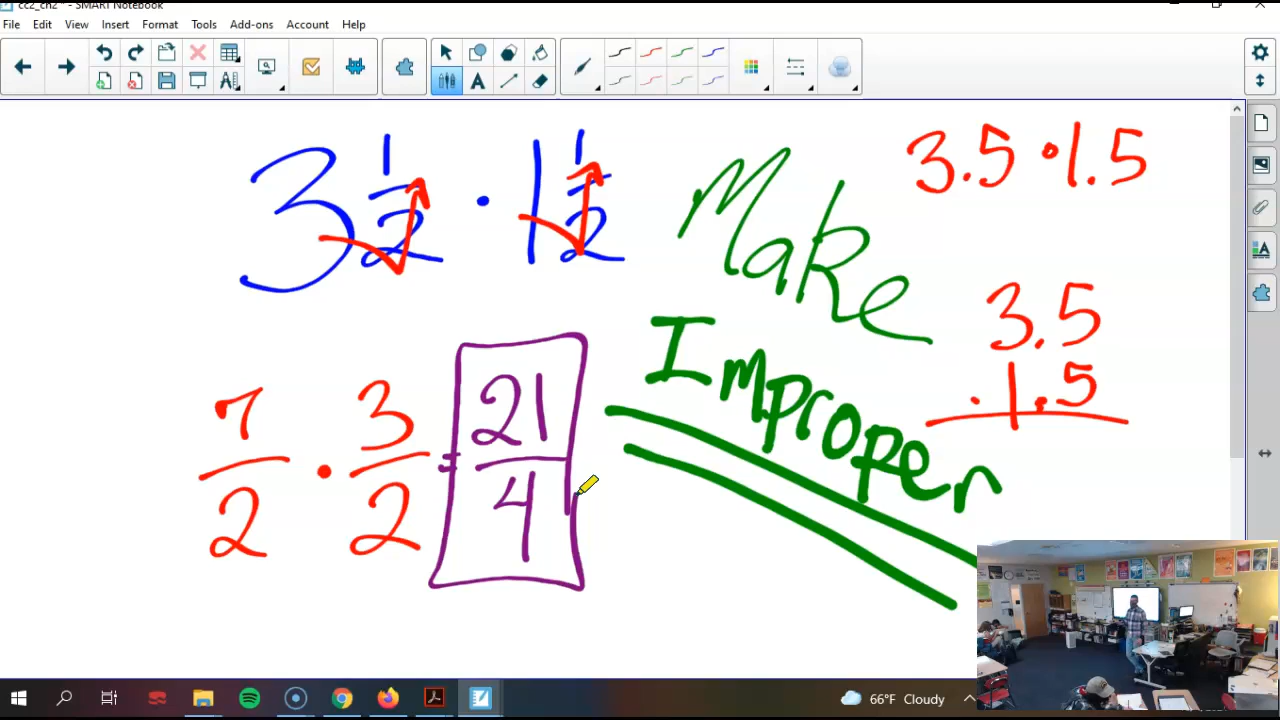 cc2_ch2 * - SMART Notebook
File Edit View Insert Format Tools Add-ons Account Help
3 1/2 · 1 1/2
Make
Improper
3.5 · 1.5
3.5
.1.5
7/2 · 3/2 = 21/4
66°F Cloudy